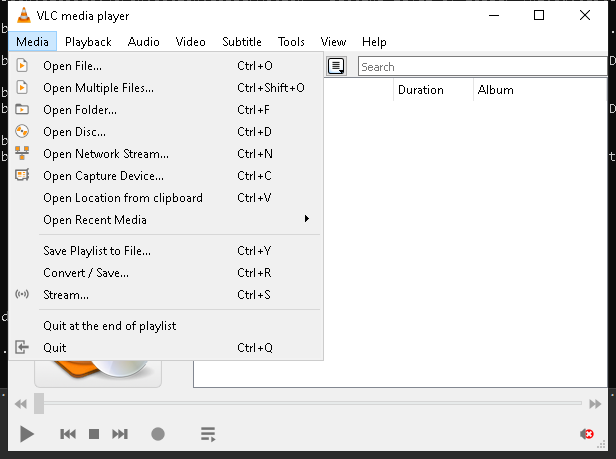 VLC media player
Media Playback Audio Video Subtitle Tools View Help
Open File... Ctrl+O
Open Multiple Files... Ctrl+Shift+O
Open Folder... Ctrl+F
Open Disc... Ctrl+D
Open Network Stream... Ctrl+N
Open Capture Device... Ctrl+C
Open Location from clipboard Ctrl+V
Open Recent Media
Save Playlist to File... Ctrl+Y
Convert / Save... Ctrl+R
Stream... Ctrl+S
Quit at the end of playlist
Quit Ctrl+Q
Search
Duration Album